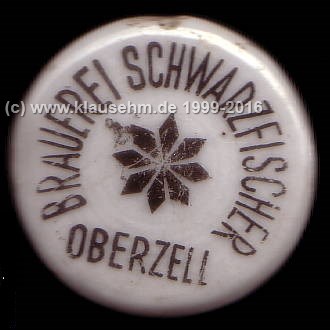 BRAUEREI SCHWARZFISCHER
(c) www.klausehm.de 1999-2016
OBERZELL